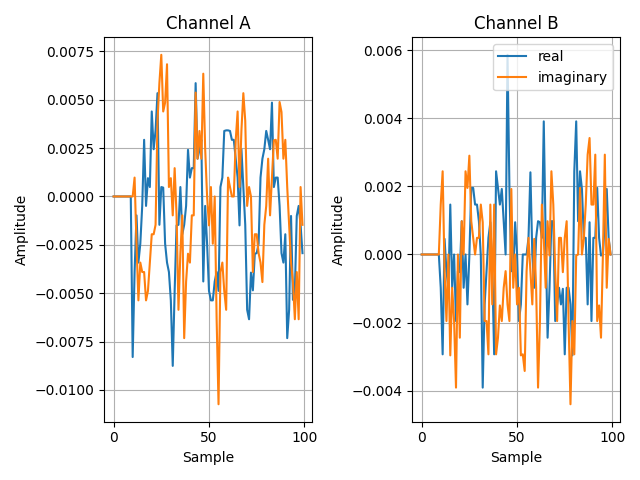 Channel A
Amplitude
0.0075
0.0050
0.0025
0.0000
−0.0025
−0.0050
−0.0075
−0.0100
0
50
100
Sample
Channel B
Amplitude
0.006
0.004
0.002
0.000
−0.002
−0.004
0
50
100
Sample
real
imaginary